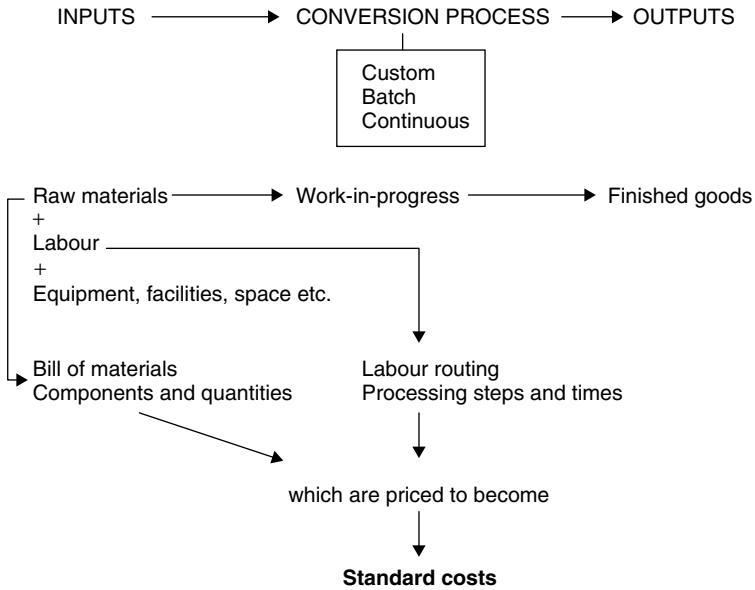 INPUTS CONVERSION PROCESS OUTPUTS
Custom
Batch
Continuous
Raw materials Work-in-progress Finished goods
+
Labour
+
Equipment, facilities, space etc.
Bill of materials
Components and quantities
Labour routing
Processing steps and times
which are priced to become
Standard costs